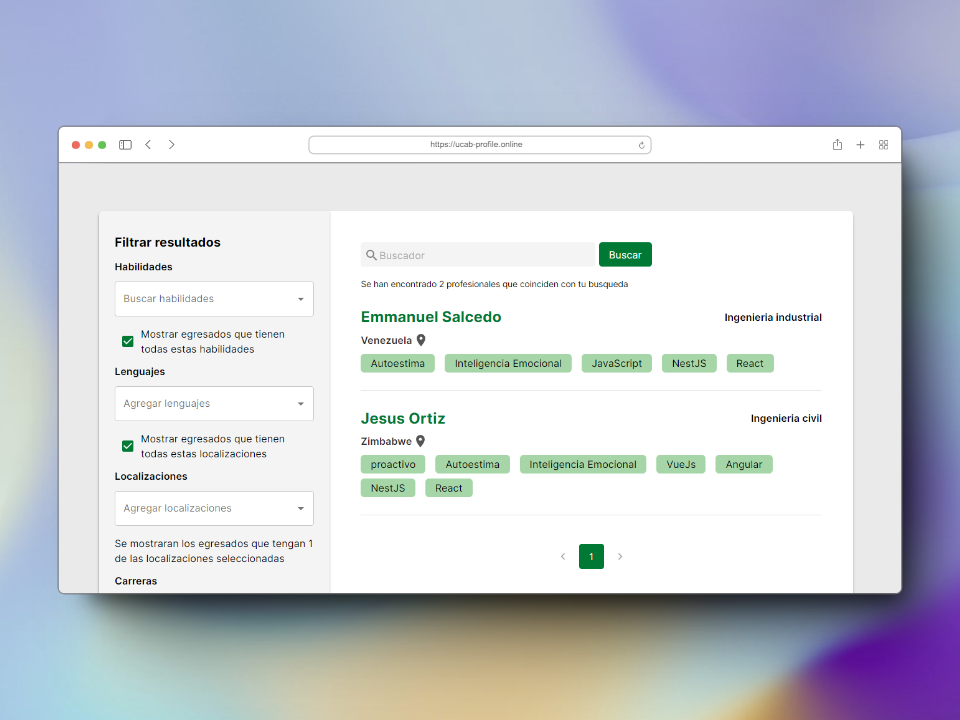 https://ucab-profile.online
Filtrar resultados
Habilidades
Buscar habilidades
Mostrar egresados que tienen
todas estas habilidades
Lenguajes
Agregar lenguajes
Mostrar egresados que tienen
todas estas localizaciones
Localizaciones
Agregar localizaciones
Se mostraran los egresados que tengan 1
de las localizaciones seleccionadas
Carreras
Buscador
Buscar
Se han encontrado 2 profesionales que coinciden con tu busqueda
Emmanuel Salcedo
Ingenieria industrial
Venezuela
Autoestima Inteligencia Emocional JavaScript NestJS React
Jesus Ortiz
Ingenieria civil
Zimbabwe
proactivo Autoestima Inteligencia Emocional VueJs Angular
NestJS React
1